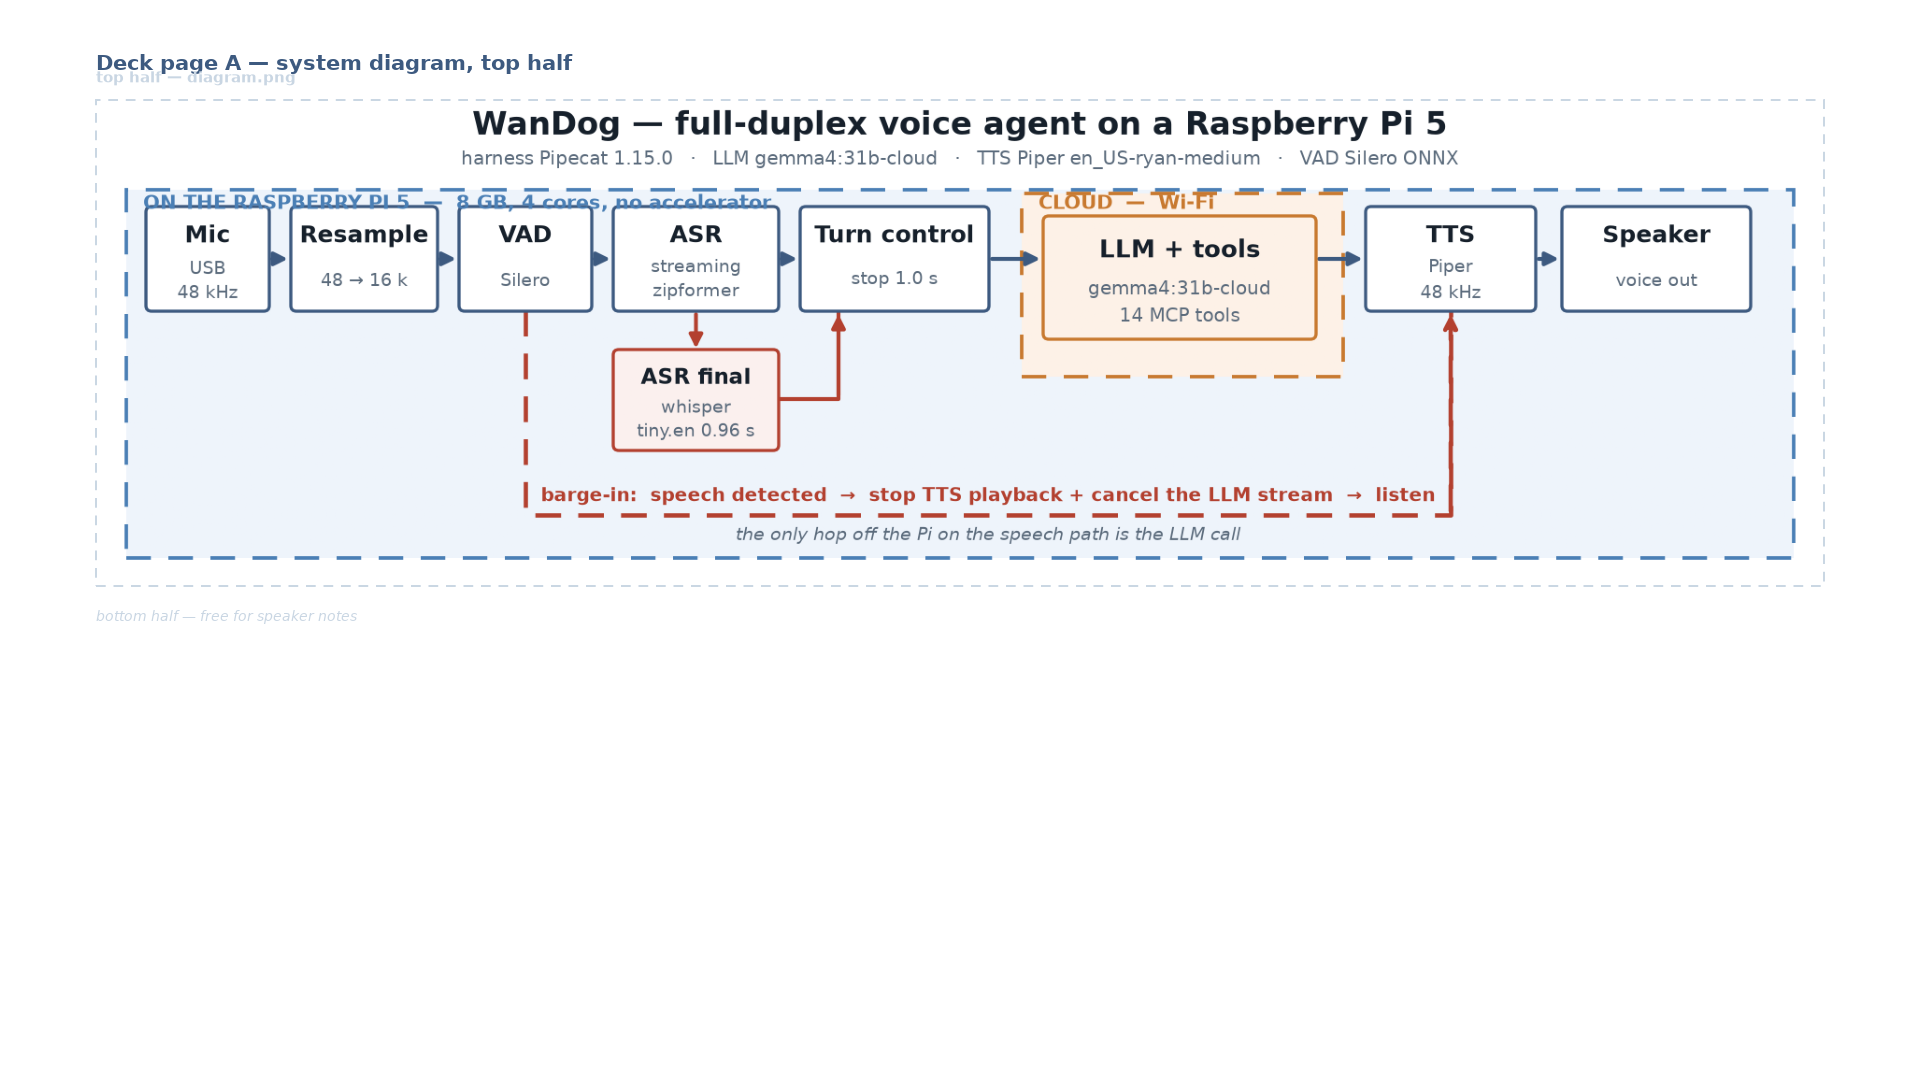 Deck page A — system diagram, top half
top half — diagram.png
WanDog — full-duplex voice agent on a Raspberry Pi 5
harness Pipecat 1.15.0 · LLM gemma4:31b-cloud · TTS Piper en_US-ryan-medium · VAD Silero ONNX
ON THE RASPBERRY PI 5 — 8 GB, 4 cores, no accelerator
CLOUD — Wi-Fi
Mic
USB
48 kHz
Resample
48 → 16 k
VAD
Silero
ASR
streaming
zipformer
Turn control
stop 1.0 s
LLM + tools
gemma4:31b-cloud
14 MCP tools
TTS
Piper
48 kHz
Speaker
voice out
ASR final
whisper
tiny.en 0.96 s
barge-in: speech detected → stop TTS playback + cancel the LLM stream → listen
the only hop off the Pi on the speech path is the LLM call
bottom half — free for speaker notes